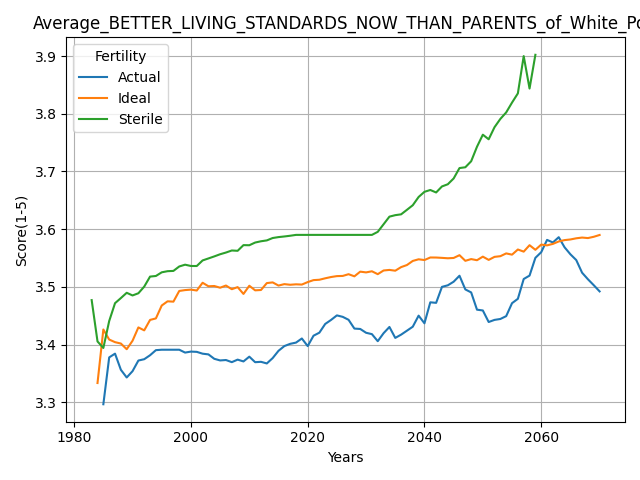 Average_BETTER_LIVING_STANDARDS_NOW_THAN_PARENTS_of_White_Po
Fertility
Actual
Ideal
Sterile
Score(1-5)
3.9
3.8
3.7
3.6
3.5
3.4
3.3
1980 2000 2020 2040 2060
Years